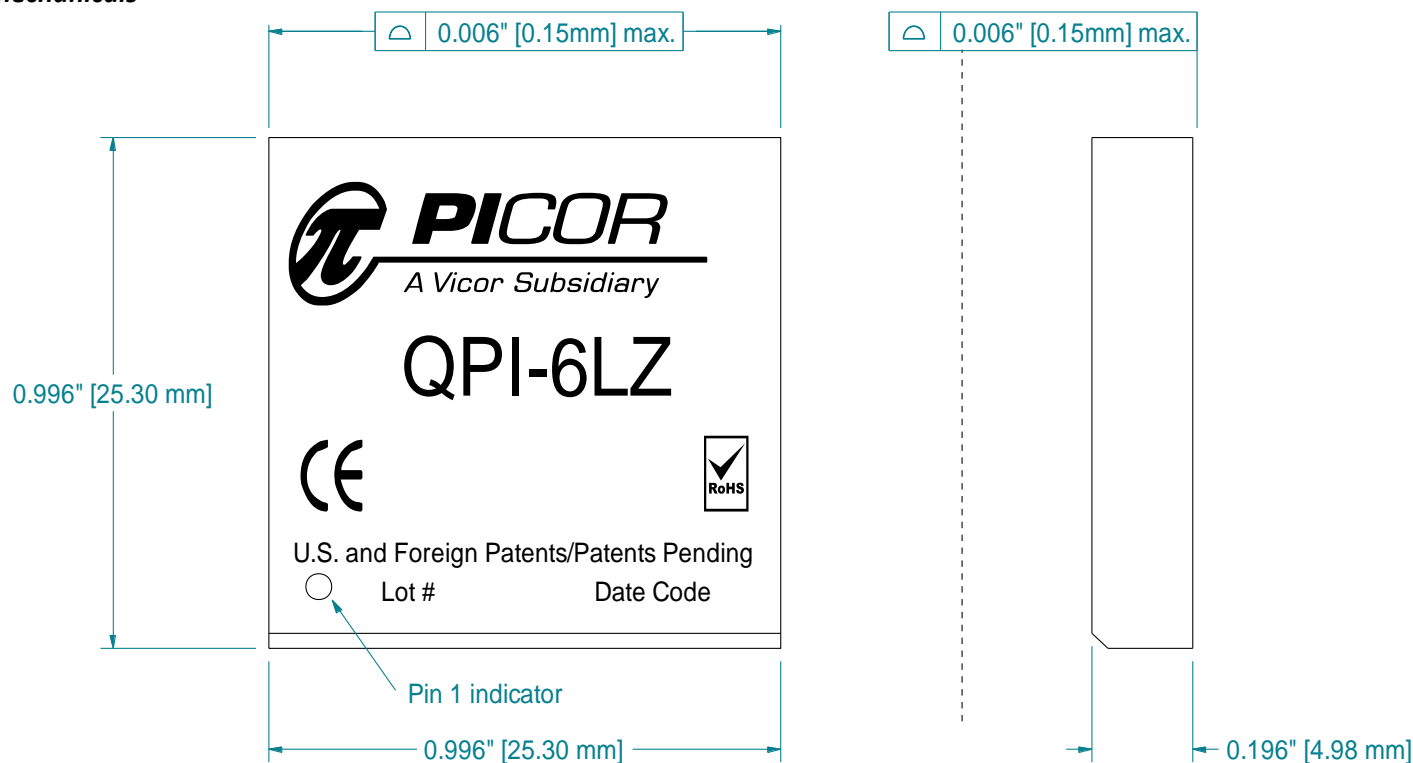 0.006" [0.15mm] max.
0.006" [0.15mm] max.
PICOR
A Vicor Subsidiary
QPI-6LZ
0.996" [25.30 mm]
CE
RoHS
U.S. and Foreign Patents/Patents Pending
Lot # Date Code
Pin 1 indicator
0.996" [25.30 mm]
0.196" [4.98 mm]